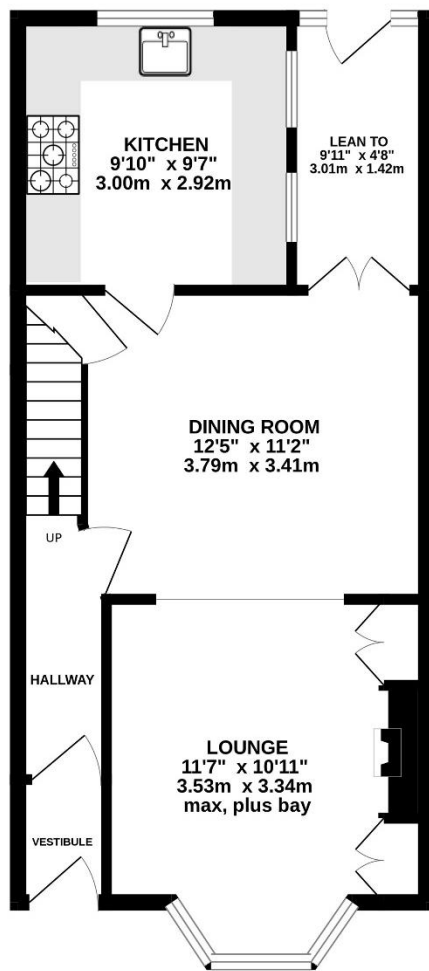 KITCHEN
9'10" x 9'7"
3.00m x 2.92m
LEAN TO
9'11" x 4'8"
3.01m x 1.42m
DINING ROOM
12'5" x 11'2"
3.79m x 3.41m
UP
HALLWAY
LOUNGE
11'7" x 10'11"
3.53m x 3.34m
max, plus bay
VESTIBULE